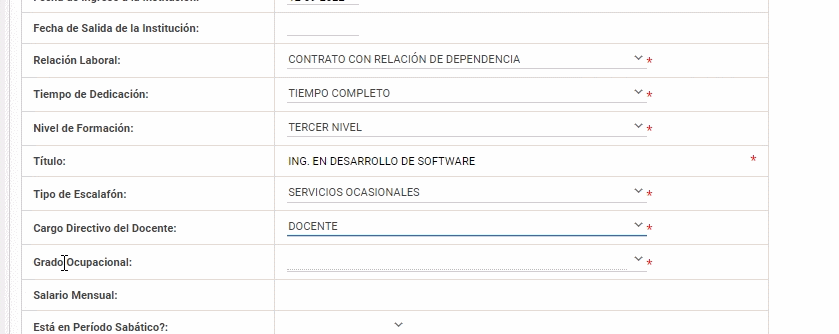 Fecha de Salida de la Institución:
Relación Laboral: CONTRATO CON RELACIÓN DE DEPENDENCIA *
Tiempo de Dedicación: TIEMPO COMPLETO *
Nivel de Formación: TERCER NIVEL *
Título: ING. EN DESARROLLO DE SOFTWARE *
Tipo de Escalafón: SERVICIOS OCASIONALES *
Cargo Directivo del Docente: DOCENTE *
Grado Ocupacional: *
Salario Mensual:
Está en Período Sabático?: